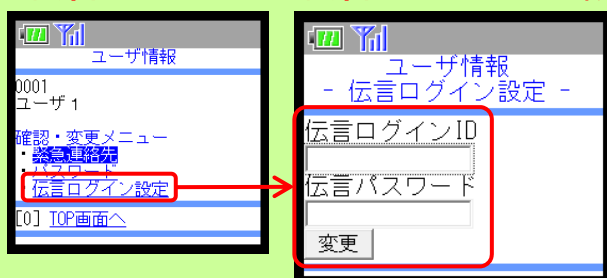 ユーザ情報
0001
ユーザ 1
確認・変更メニュー
・緊急連絡先
・パスワード
・伝言ログイン設定
[0] TOP画面へ
ユーザ情報
- 伝言ログイン設定 -
伝言ログインID
伝言パスワード
変更